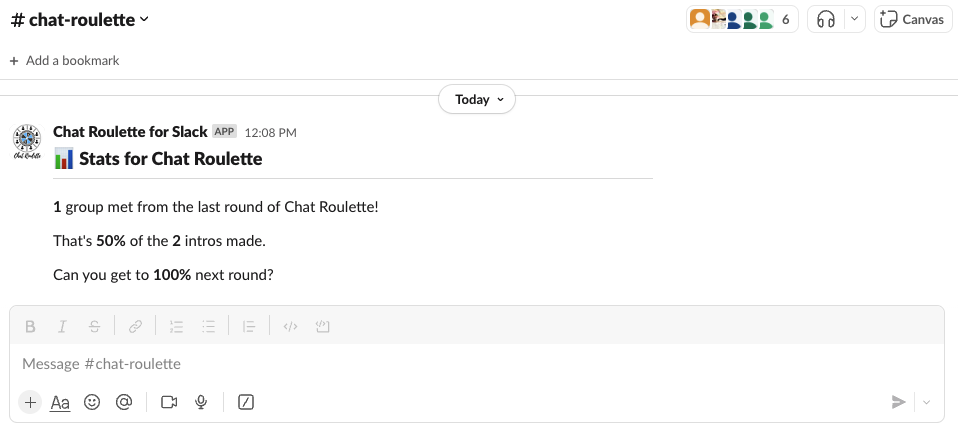 # chat-roulette
6
Canvas
+ Add a bookmark
Today
Chat Roulette for Slack APP 12:08 PM
Stats for Chat Roulette
1 group met from the last round of Chat Roulette!
That's 50% of the 2 intros made.
Can you get to 100% next round?
B I S
Message #chat-roulette
+ Aa @